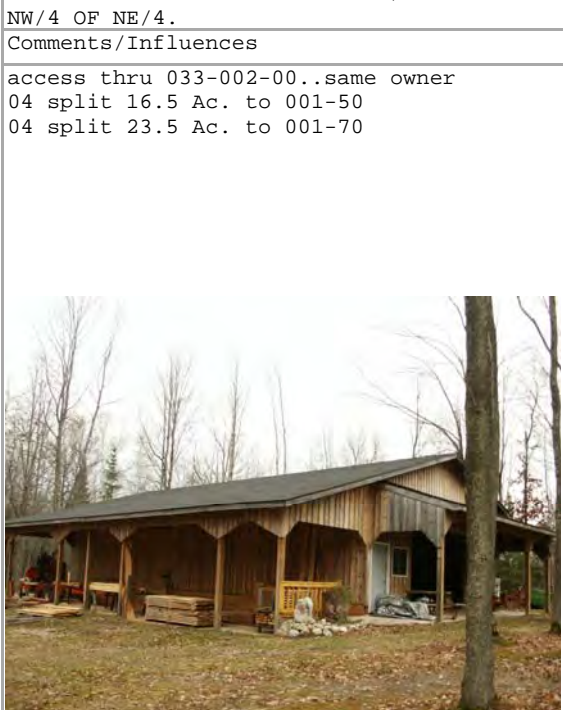 NW/4 OF NE/4.
Comments/Influences
access thru 033-002-00..same owner
04 split 16.5 Ac. to 001-50
04 split 23.5 Ac. to 001-70